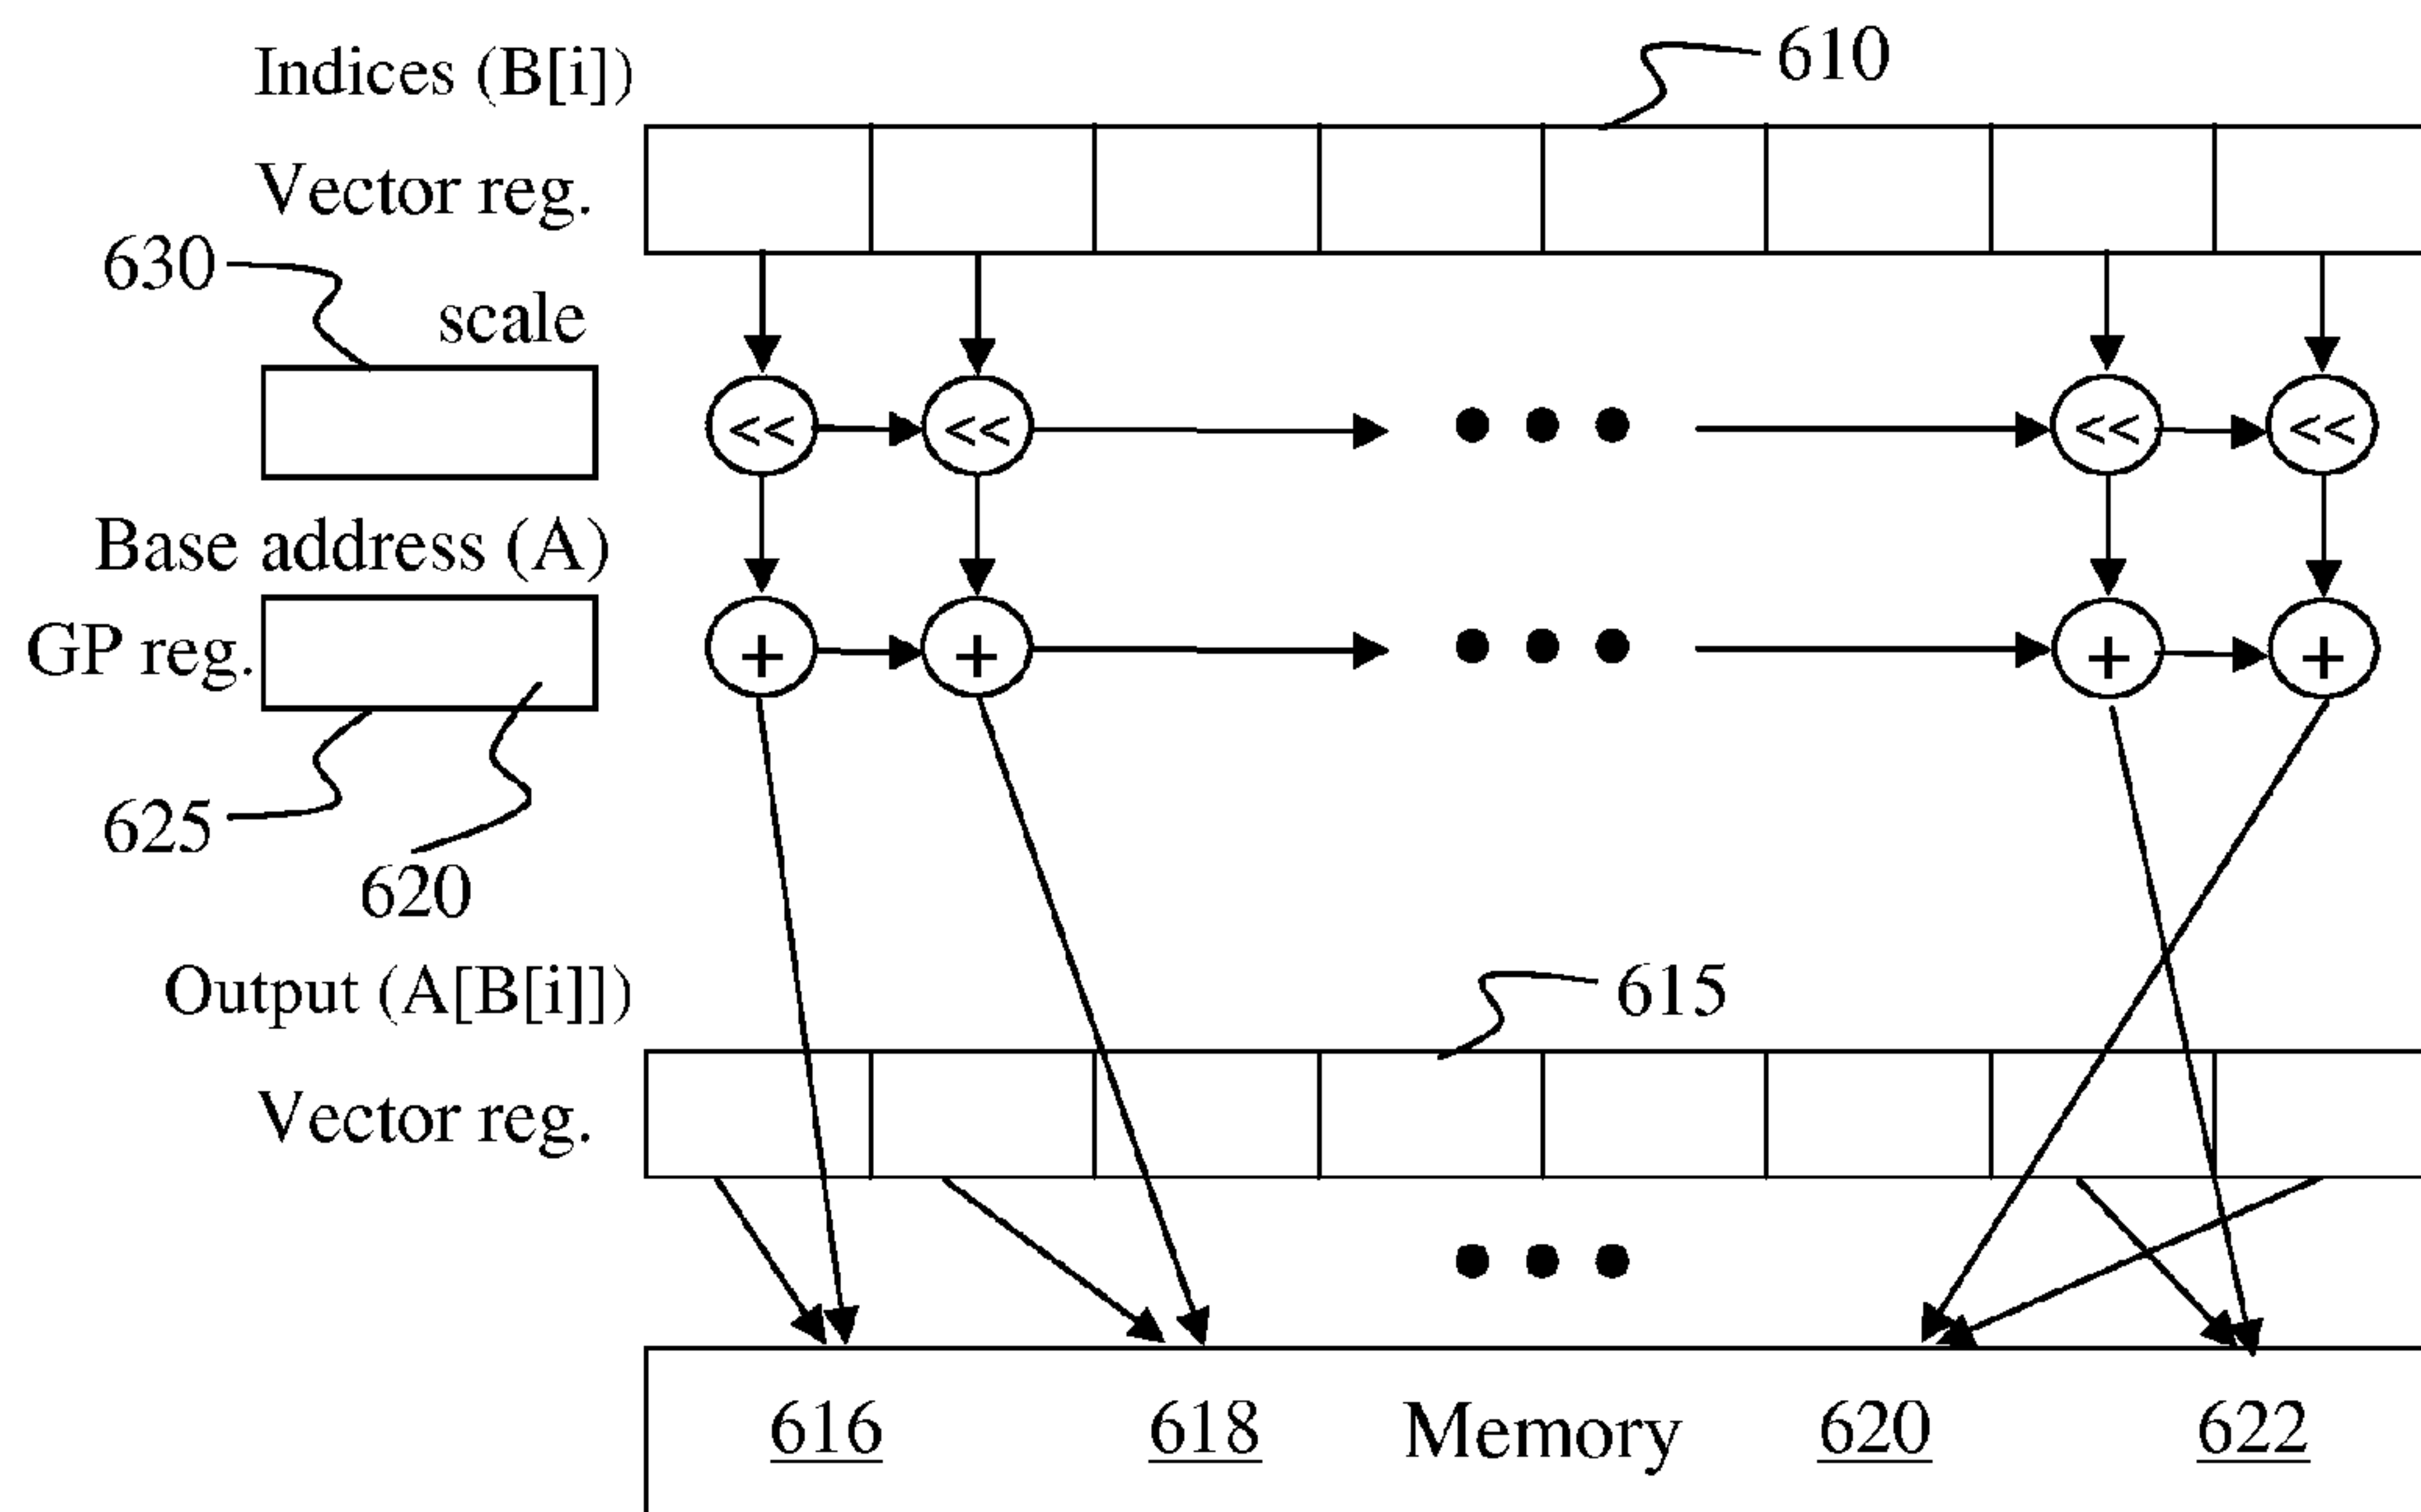 Indices (B[i])
610
Vector reg.
630
scale
<< << << <<
Base address (A)
GP reg.
+ + + +
625
620
Output (A[B[i]])
615
Vector reg.
616 618 Memory 620 622